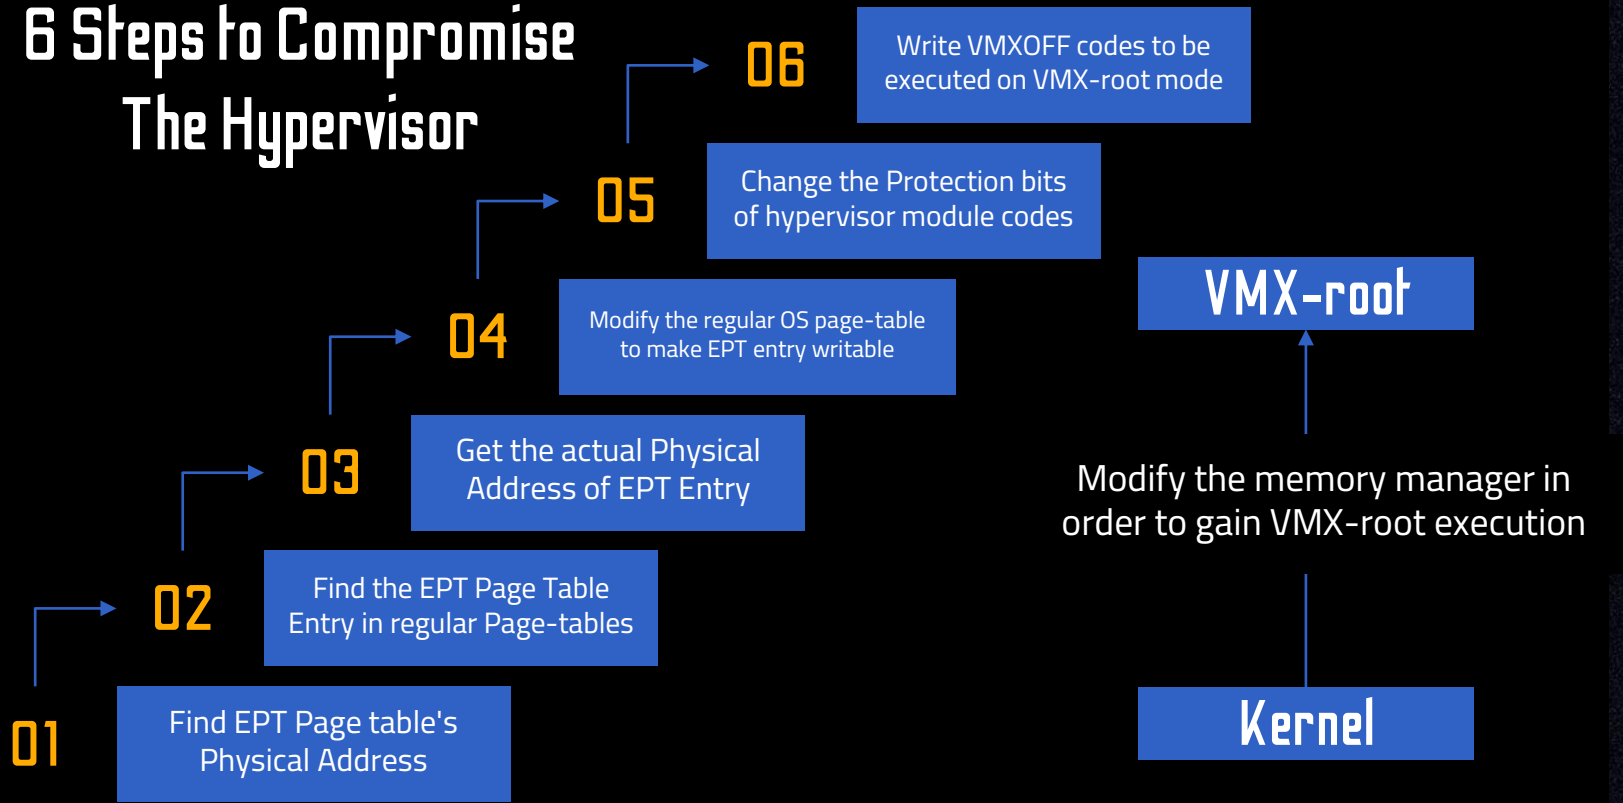 6 Steps to Compromise
The Hypervisor
06
Write VMXOFF codes to be
executed on VMX-root mode
05
Change the Protection bits
of hypervisor module codes
04
Modify the regular OS page-table
to make EPT entry writable
03
Get the actual Physical
Address of EPT Entry
02
Find the EPT Page Table
Entry in regular Page-tables
01
Find EPT Page table's
Physical Address
VMX-root
Modify the memory manager in
order to gain VMX-root execution
Kernel